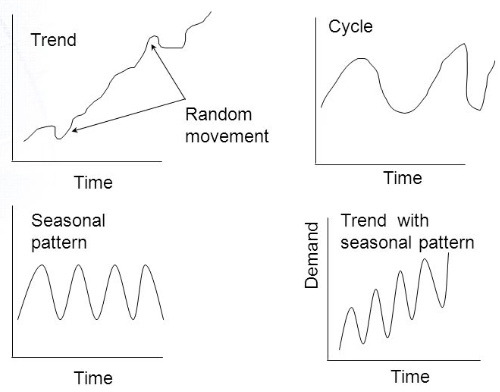 Trend
Random
movement
Time
Cycle
Time
Seasonal
pattern
Time
Trend with
seasonal pattern
Demand
Time